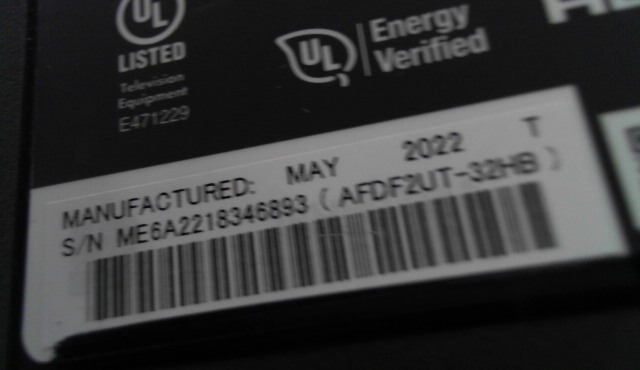 UL
LISTED
Television
Equipment
E471229
UL
Energy
Verified
MANUFACTURED: MAY 2022 T
S/N ME6A2218346893 ( AFDF2UT-32HB )